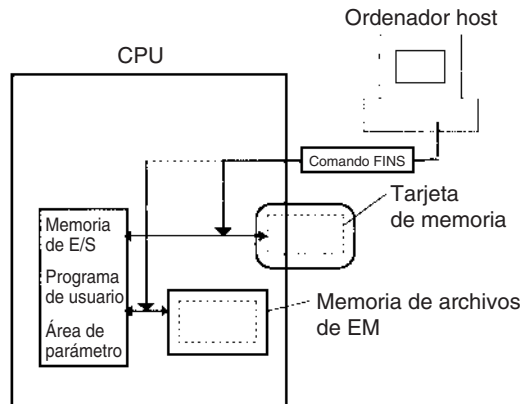 Ordenador host
CPU
Comando FINS
Tarjeta
de memoria
Memoria
de E/S
Programa
de usuario
Área de
parámetro
Memoria de archivos
de EM